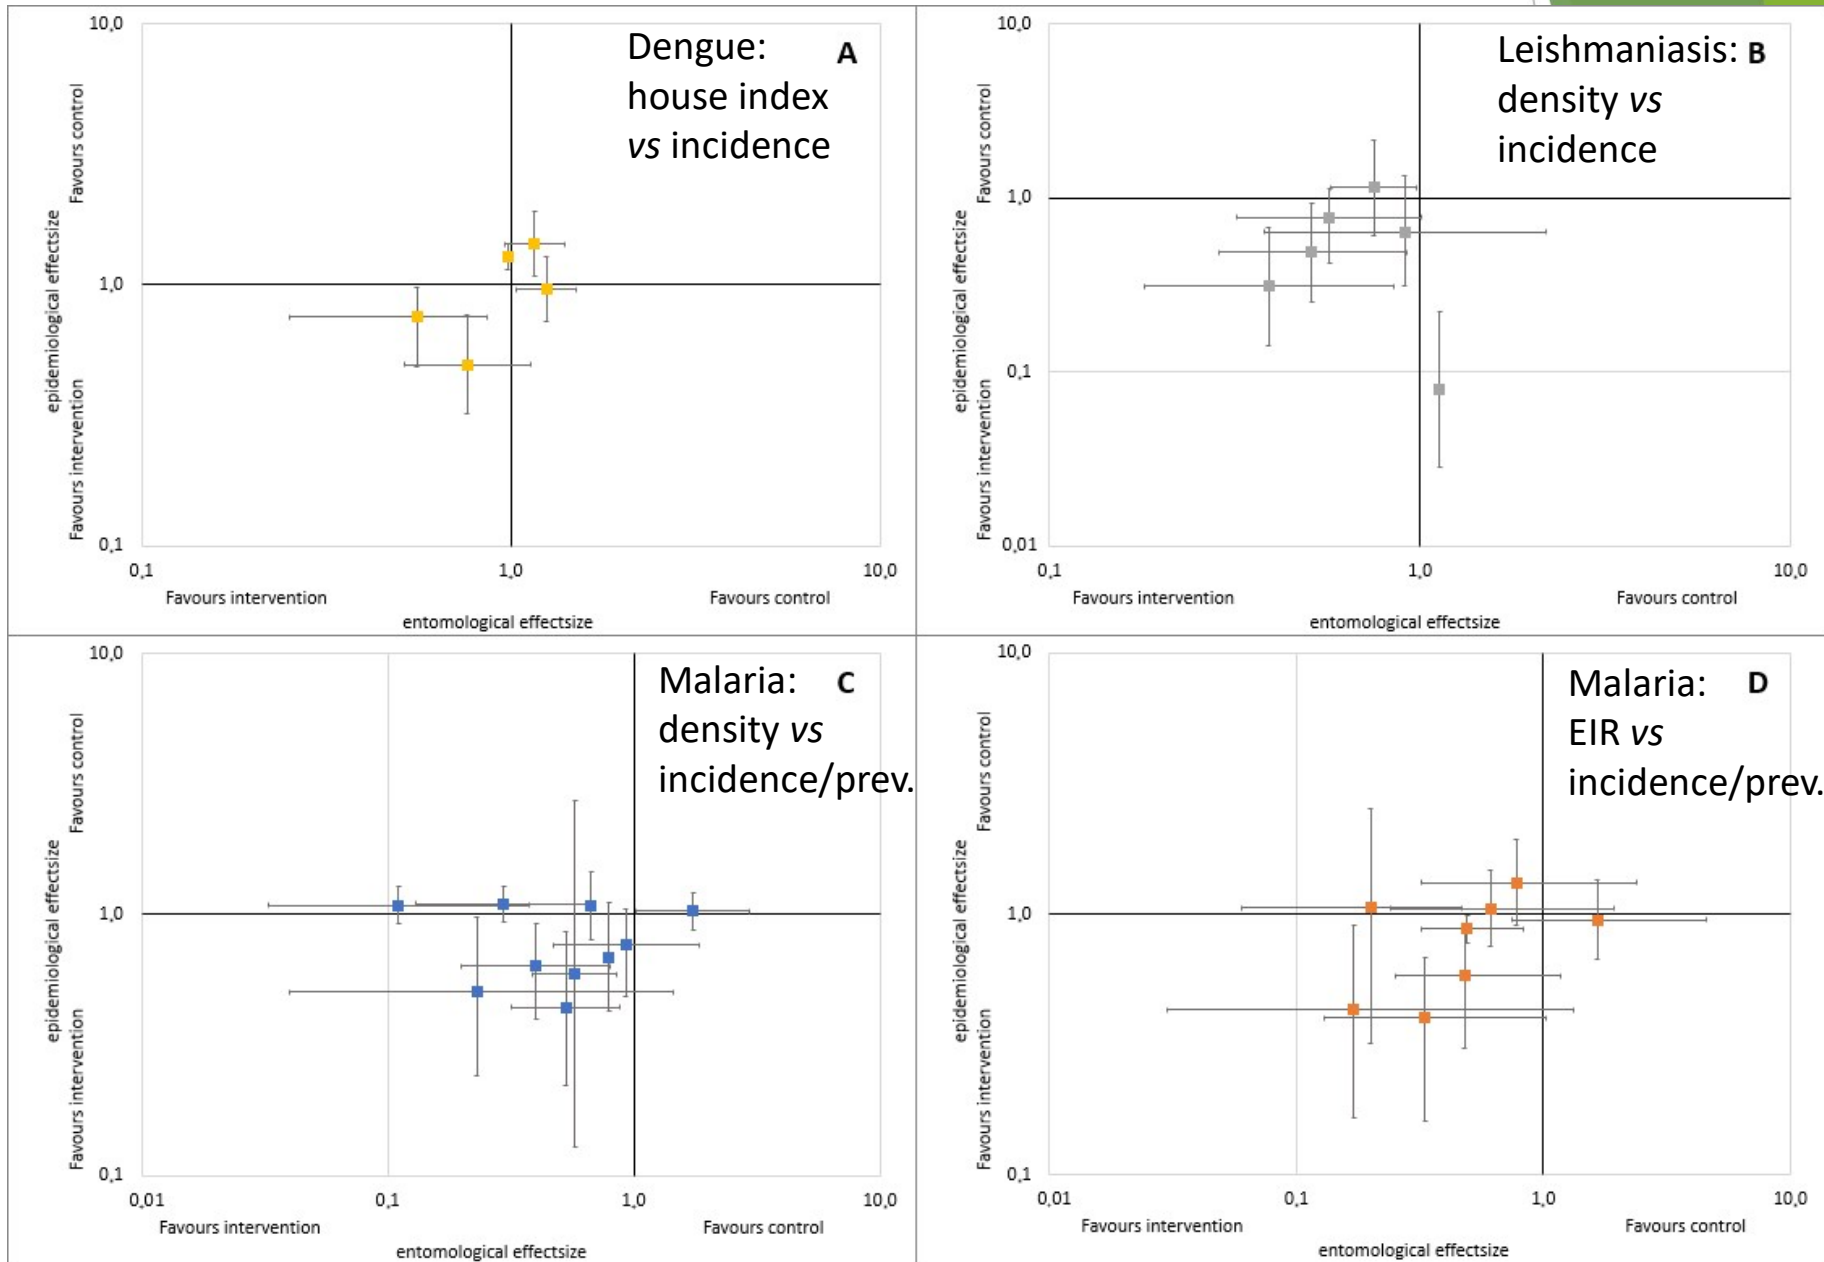 Dengue:
house index
vs incidence
A
10,0
1,0
0,1
Favours control
epidemiological effectsize
Favours intervention
0,1
1,0
10,0
Favours intervention
Favours control
entomological effectsize
Leishmaniasis:
density vs
incidence
B
10,0
1,0
0,1
0,01
Favours control
epidemiological effectsize
Favours intervention
0,1
1,0
10,0
Favours intervention
Favours control
entomological effectsize
Malaria:
density vs
incidence/prev.
C
10,0
1,0
0,1
Favours control
epidemiological effectsize
Favours intervention
0,01
0,1
1,0
10,0
Favours intervention
Favours control
entomological effectsize
Malaria:
EIR vs
incidence/prev.
D
10,0
1,0
0,1
Favours control
epidemiological effectsize
Favours intervention
0,01
0,1
1,0
10,0
Favours intervention
Favours control
entomological effectsize